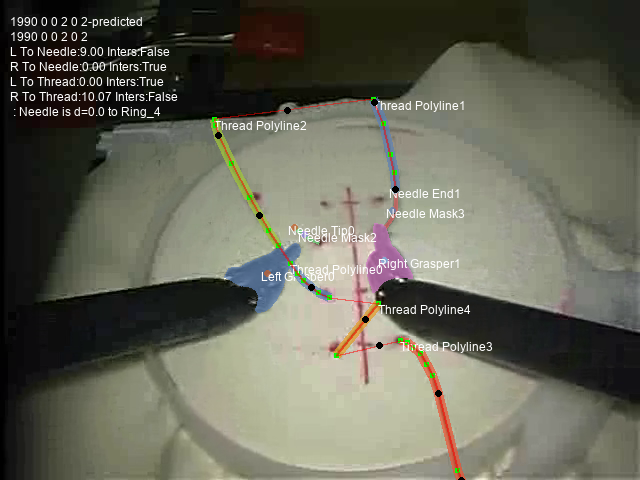 1990 0 0 2 0 2-predicted
1990 0 0 2 0 2
L To Needle:9.00 Inters:False
R To Needle:0.00 Inters:True
L To Thread:0.00 Inters:True
R To Thread:10.07 Inters:False
: Needle is d=0.0 to Ring_4
Thread Polyline1
Thread Polyline2
Needle End1
Needle Mask3
Needle Tip0
Needle Mask2
Right Grasper1
Thread Polyline0
Thread Polyline4
Thread Polyline3